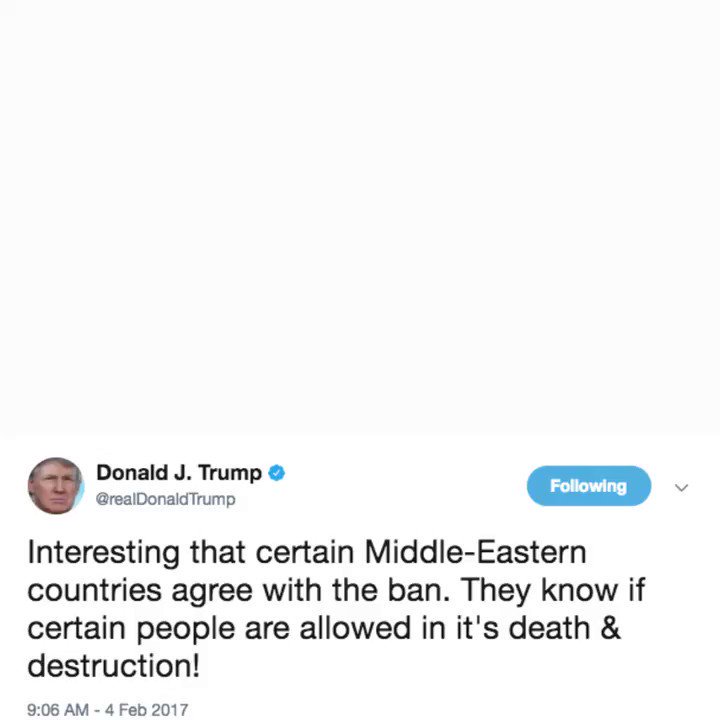 Donald J. Trump
@realDonaldTrump
Following
Interesting that certain Middle-Eastern
countries agree with the ban. They know if
certain people are allowed in it's death &
destruction!
9:06 AM - 4 Feb 2017